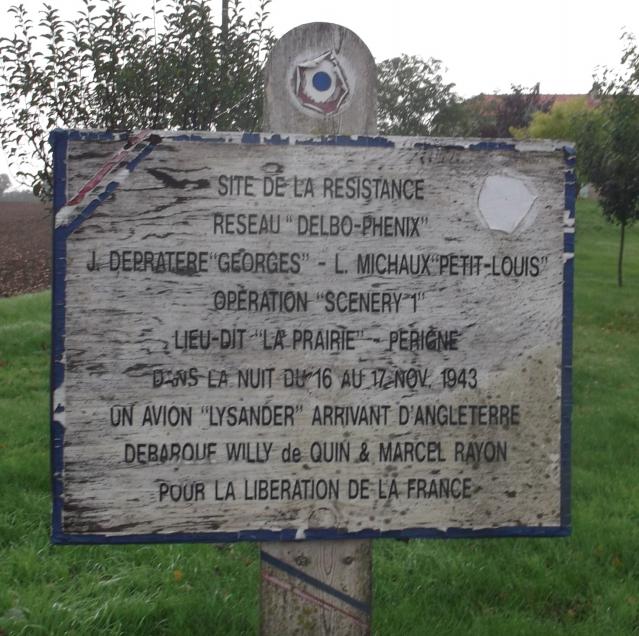 SITE DE LA RESISTANCE
RESEAU "DELBO-PHENIX"
J. DEPRATERE "GEORGES" - L. MICHAUX "PETIT-LOUIS"
OPERATION "SCENERY 1"
LIEU-DIT "LA PRAIRIE" - PERIGNE
DANS LA NUIT DU 16 AU 17 NOV. 1943
UN AVION "LYSANDER" ARRIVANT D'ANGLETERRE
DEBARQUE WILLY de QUIN & MARCEL RAYON
POUR LA LIBERATION DE LA FRANCE